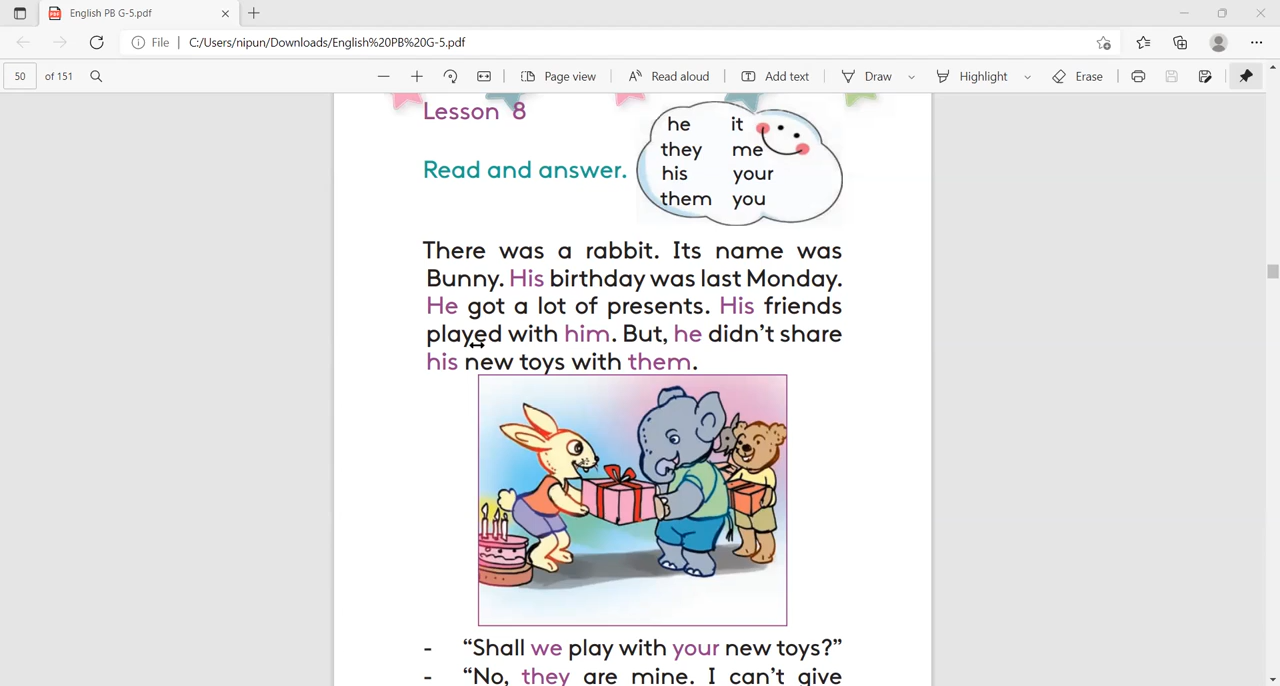 English PB G-5.pdf
File | C:/Users/nipun/Downloads/English%20PB%20G-5.pdf
50 of 151 Page view Read aloud Add text Draw Highlight Erase
Lesson 8
he it
they me
his your
them you
Read and answer.
There was a rabbit. Its name was
Bunny. His birthday was last Monday.
He got a lot of presents. His friends
played with him. But, he didn't share
his new toys with them.
- “Shall we play with your new toys?”
- “No, they are mine. I can't give